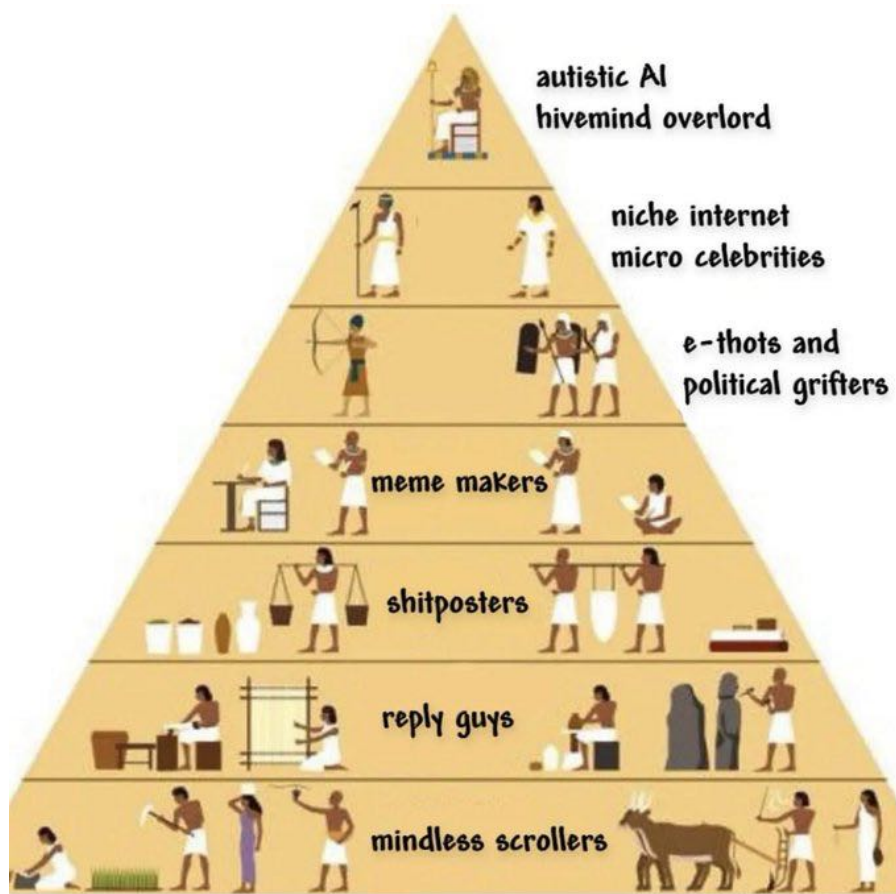 autistic AI
hivemind overlord
niche internet
micro celebrities
e-thots and
political grifters
meme makers
shitposters
reply guys
mindless scrollers